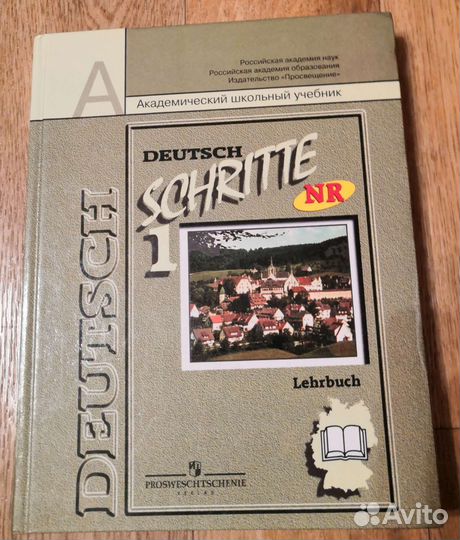 А
Российская академия наук
Российская академия образования
Издательство «Просвещение»
Академический школьный учебник
DEUTSCH
DEUTSCH
SCHRITTE
1
NR
Lehrbuch
PROSWESCHTSCHENIE
VERLAG
Avito